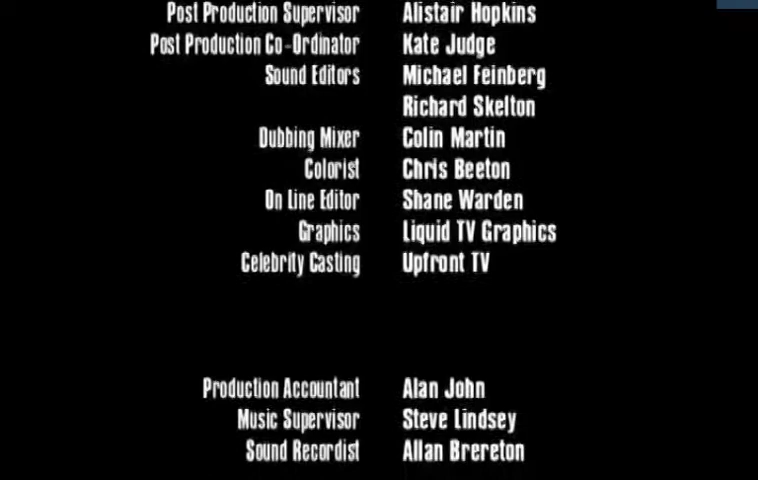 Post Production Supervisor Alistair Hopkins
Post Production Co-Ordinator Kate Judge
Sound Editors Michael Feinberg
Richard Skelton
Dubbing Mixer Colin Martin
Colorist Chris Beeton
On Line Editor Shane Warden
Graphics Liquid TV Graphics
Celebrity Casting Upfront TV
Production Accountant Alan John
Music Supervisor Steve Lindsey
Sound Recordist Allan Brereton